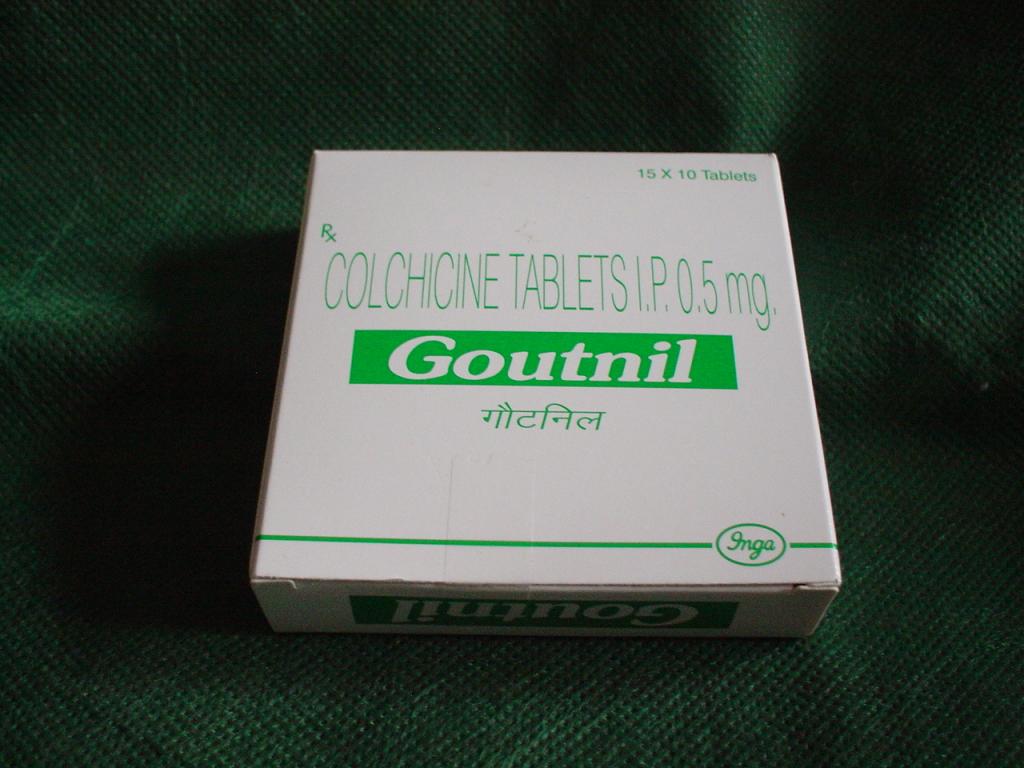 15 X 10 Tablets
Rx
COLCHICINE TABLETS I.P. 0.5 mg.
Goutnil
गौटनिल
Inga
Goutnil